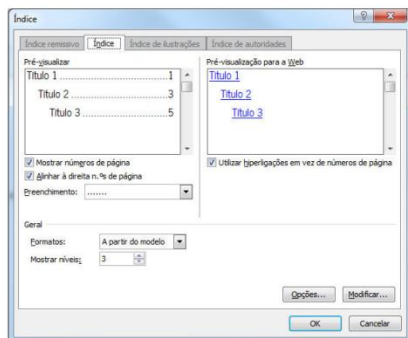 Índice
Índice remissivo Índice Índice de ilustrações Índice de autoridades
Pré-visualizar
Título 1 ................................ 1
Título 2 ............................ 3
Título 3 ........................ 5
Mostrar números de página
Alinhar à direita n.ºs de página
Preenchimento: .......
Pré-visualização para a Web
Título 1
Título 2
Título 3
Utilizar hiperligações em vez de números de página
Geral
Formatos: A partir do modelo
Mostrar níveis: 3
Opções... Modificar...
OK Cancelar